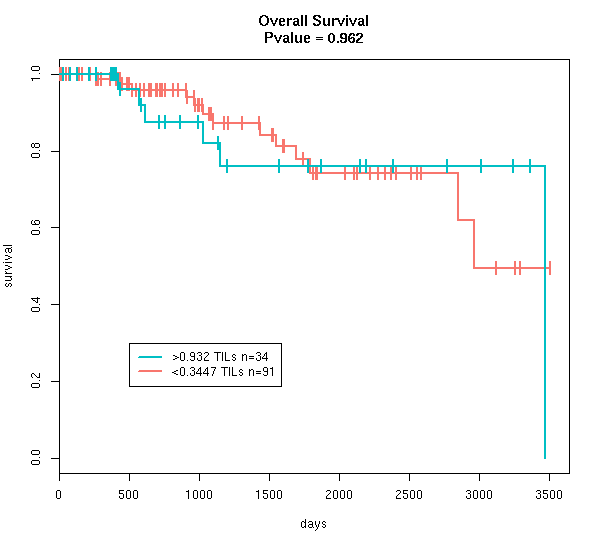 Overall Survival
Pvalue = 0.962
survival
1.0
0.8
0.6
0.4
0.2
0.0
>0.932 TILs n=34
<0.3447 TILs n=91
0 500 1000 1500 2000 2500 3000 3500
days